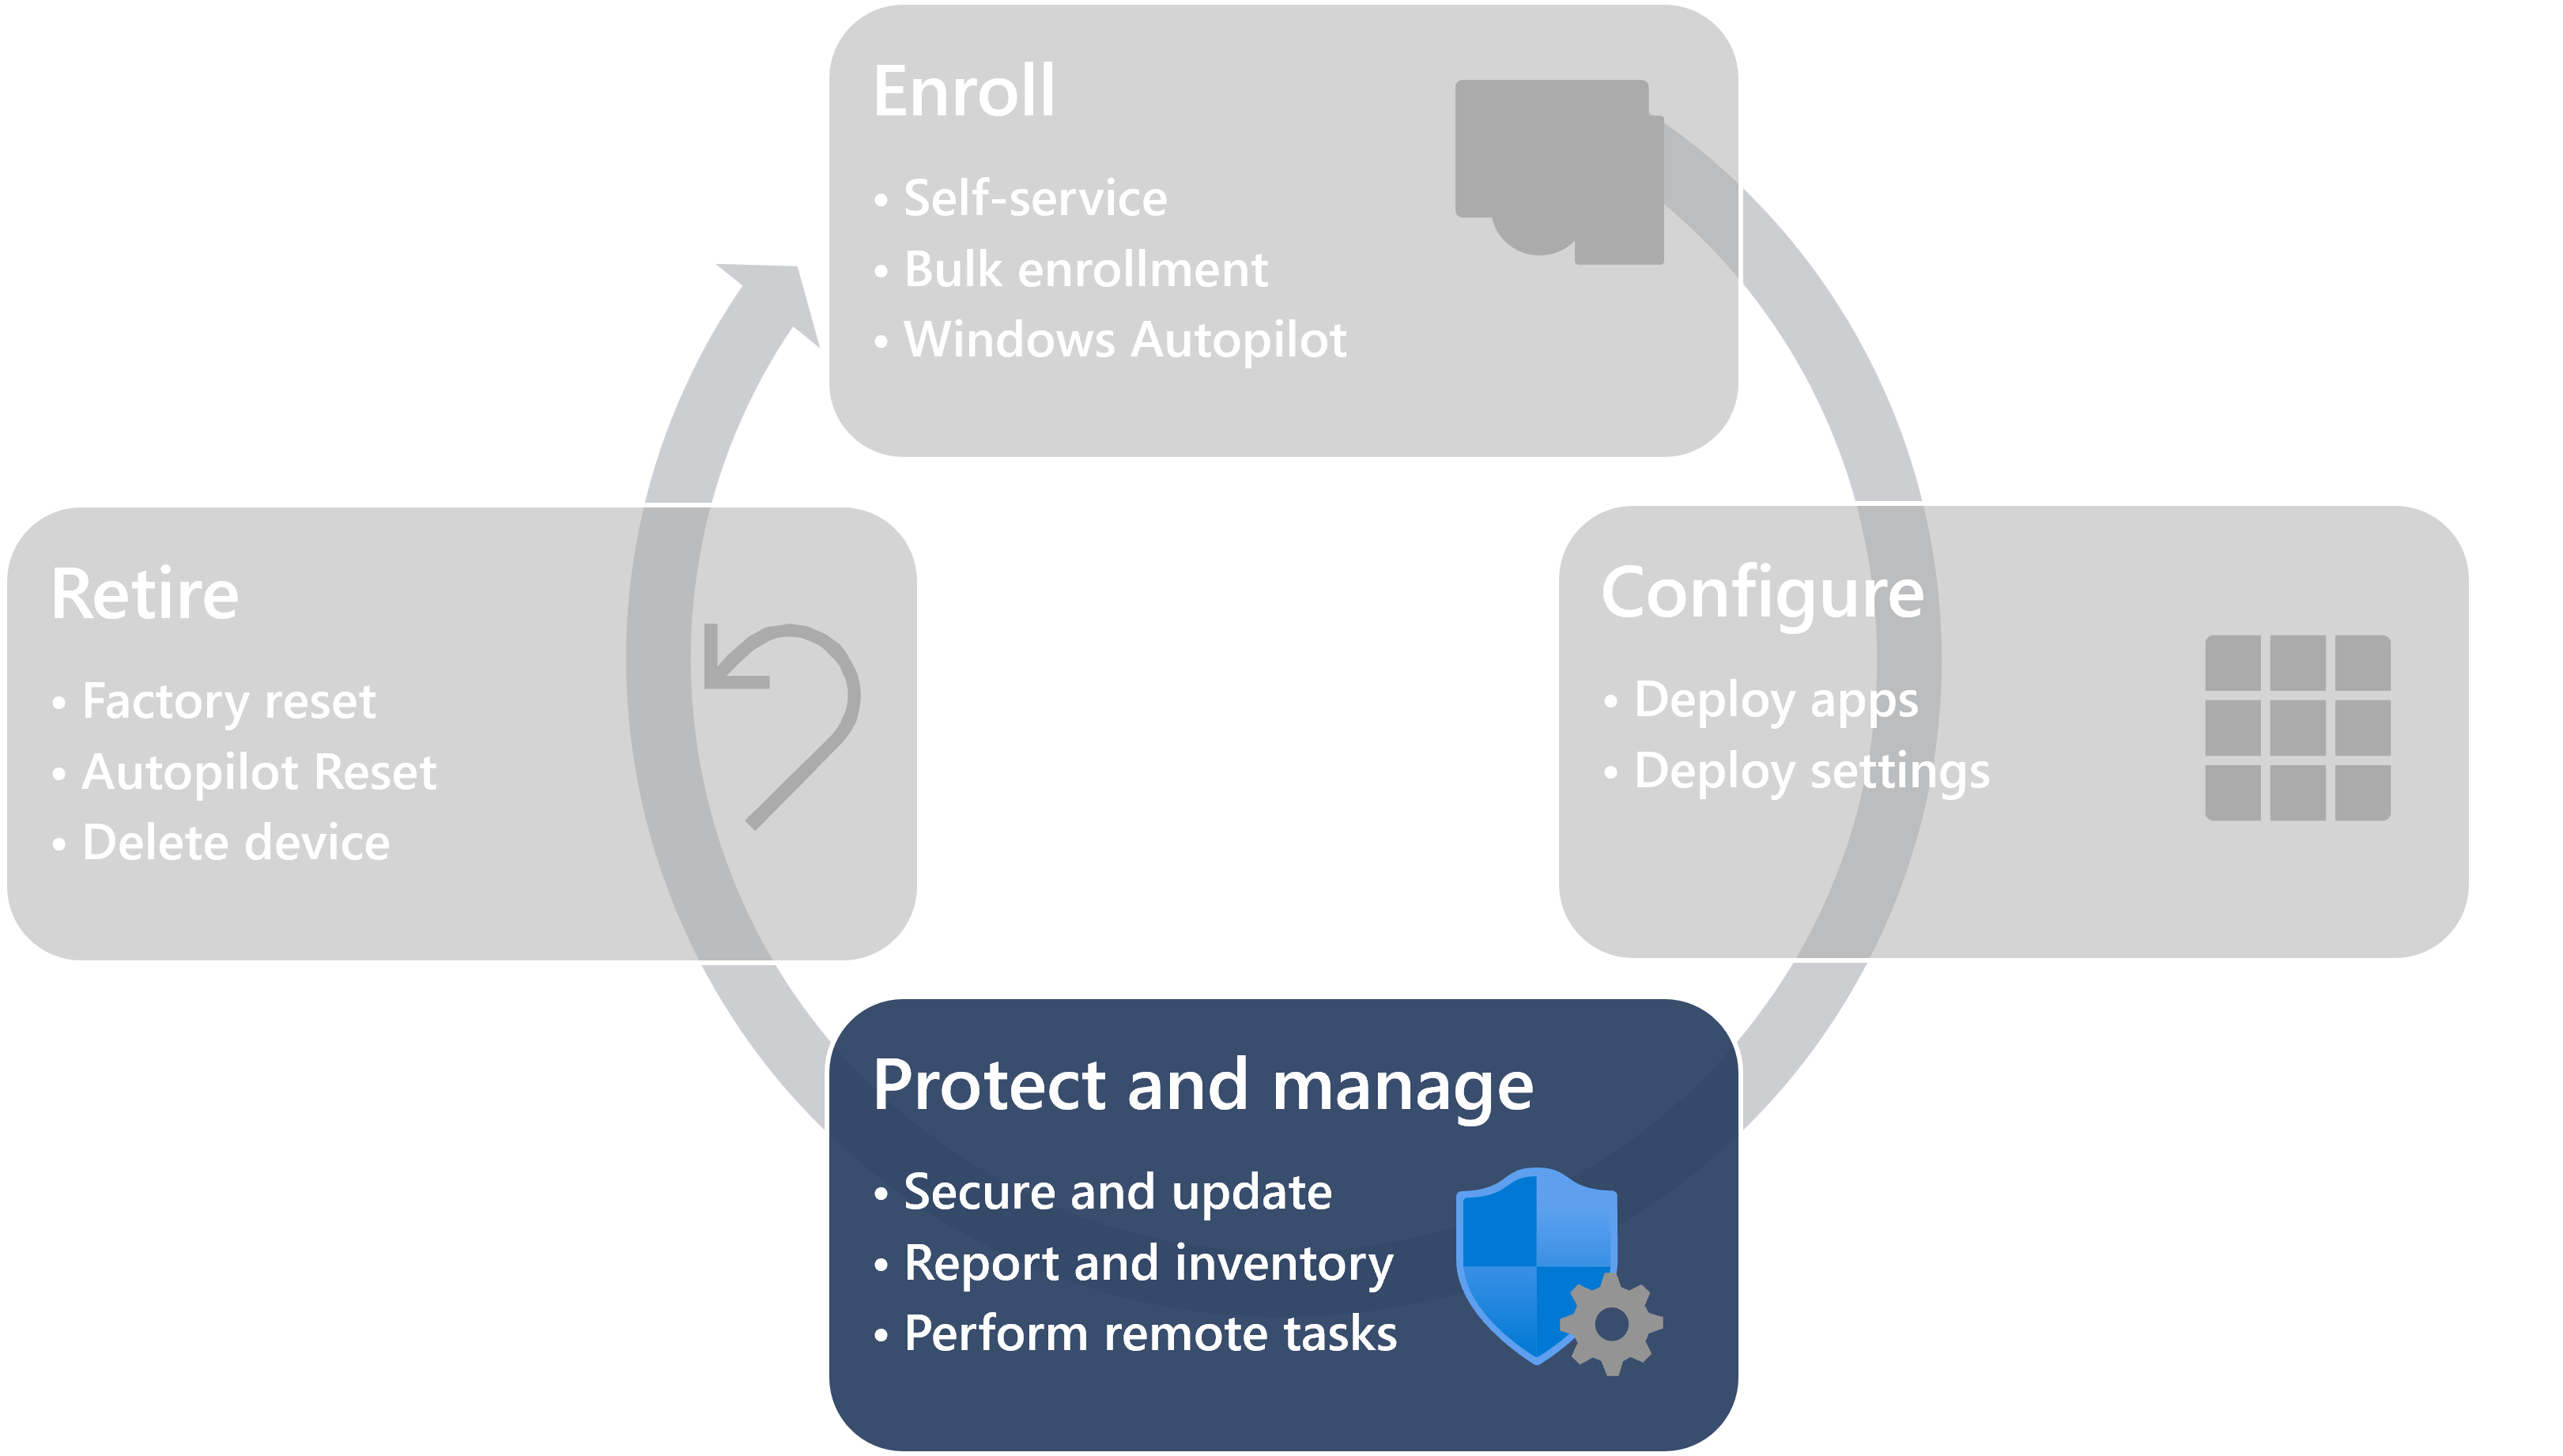 Enroll
• Self-service
• Bulk enrollment
• Windows Autopilot
Configure
• Deploy apps
• Deploy settings
Protect and manage
• Secure and update
• Report and inventory
• Perform remote tasks
Retire
• Factory reset
• Autopilot Reset
• Delete device